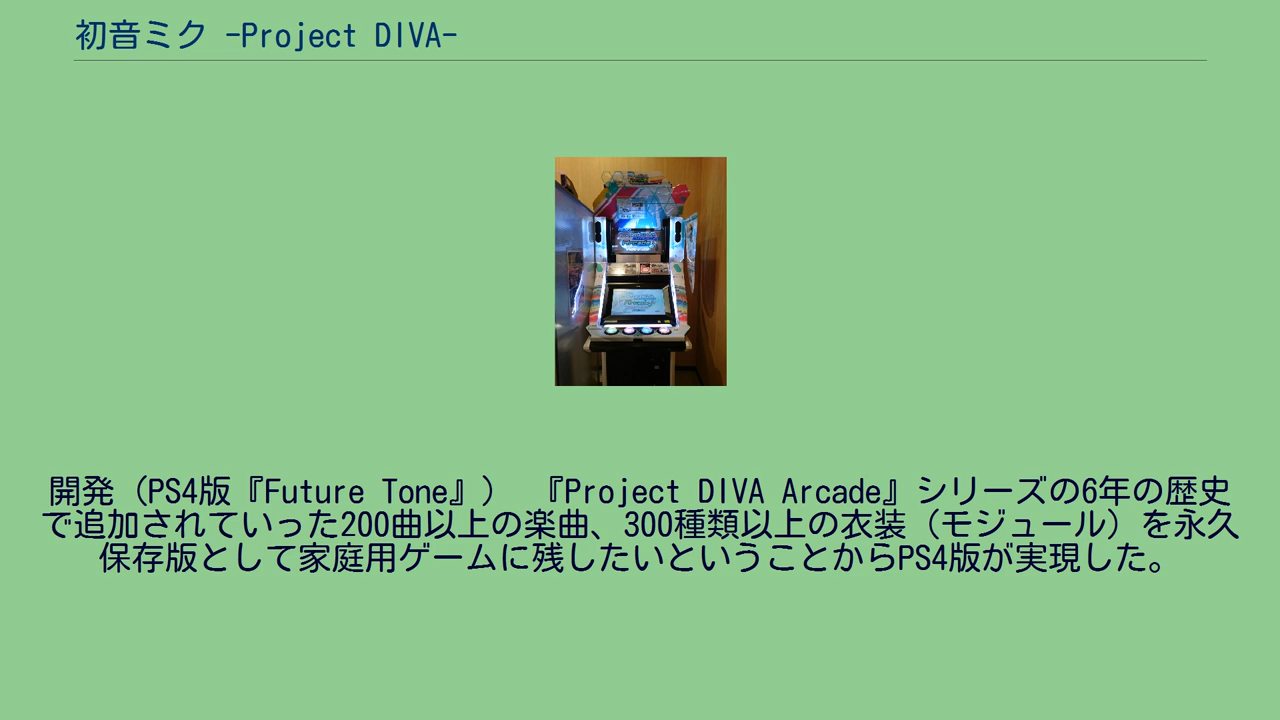 初音ミク -Project DIVA-
開発（PS4版『Future Tone』） 『Project DIVA Arcade』シリーズの6年の歴史
で追加されていった200曲以上の楽曲、300種類以上の衣装（モジュール）を永久
保存版として家庭用ゲームに残したいということからPS4版が実現した。